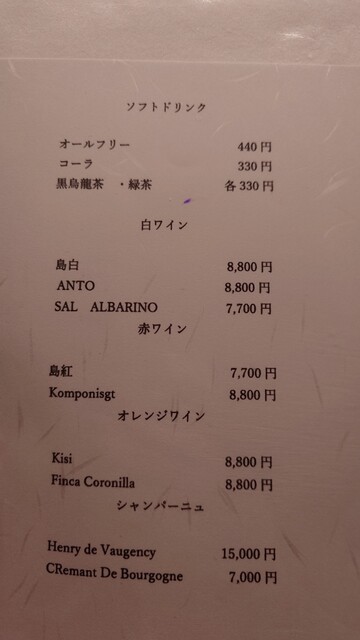 ソフトドリンク
オールフリー 440円
コーラ 330円
黒烏龍茶 ・緑茶 各330円
白ワイン
島白 8,800円
ANTO 8,800円
SAL ALBARINO 7,700円
赤ワイン
島紅 7,700円
Komponisgt 8,800円
オレンジワイン
Kisi 8,800円
Finca Coronilla 8,800円
シャンパーニュ
Henry de Vaugency 15,000円
CRemant De Bourgogne 7,000円